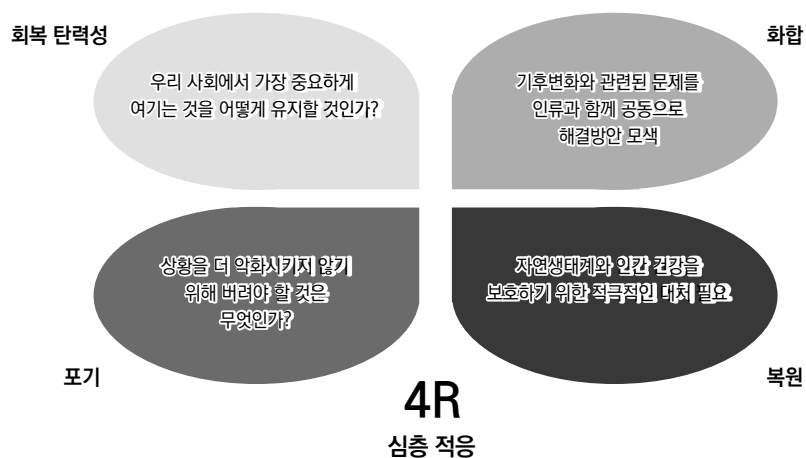 회복 탄력성
우리 사회에서 가장 중요하게
여기는 것을 어떻게 유지할 것인가?
화합
기후변화와 관련된 문제를
인류과 함께 공동으로
해결방안 모색
상황을 더 악화시키지 않기
위해 버려야 할 것은
무엇인가?
포기
자연생태계와 인간 건강을
보호하기 위한 적극적인 대처 필요
복원
4R
심층 적응